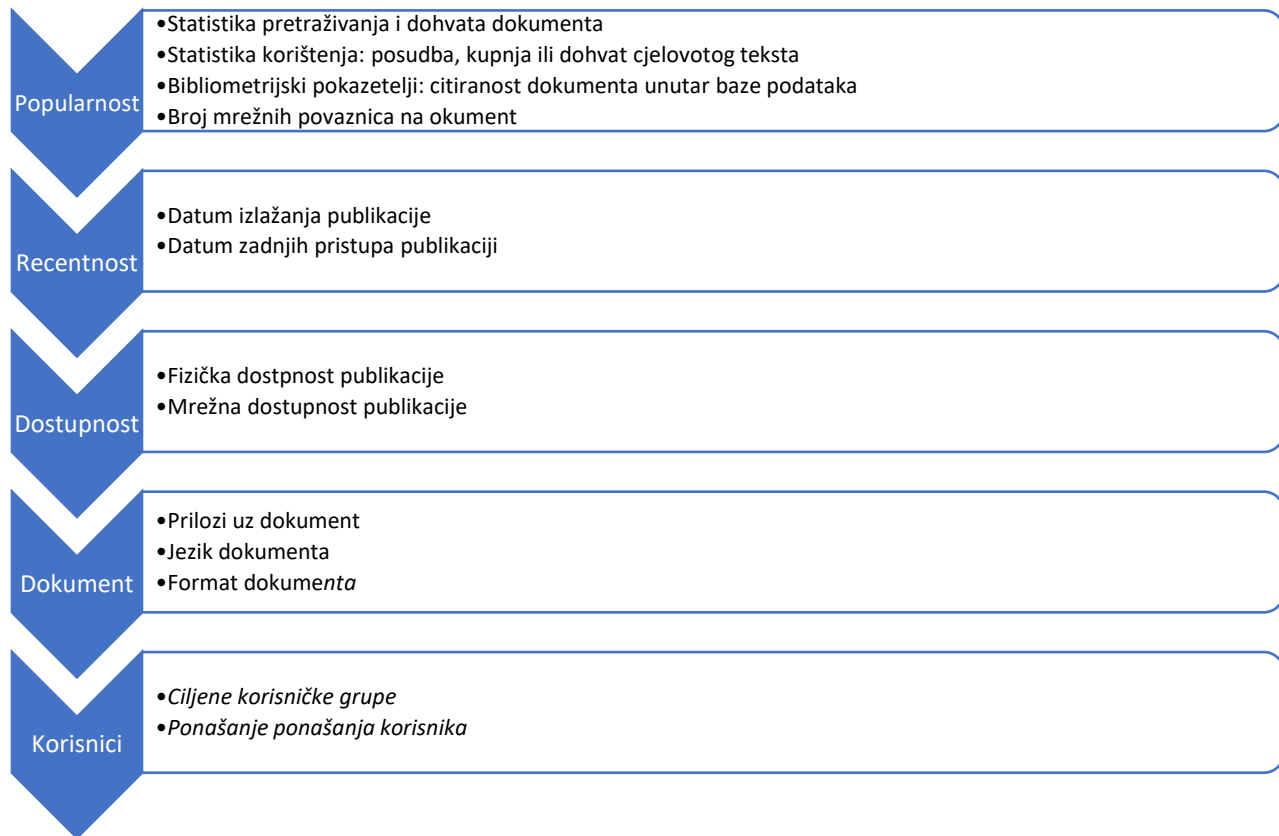 Popularnost
•Statistika pretraživanja i dohvata dokumenta
•Statistika korištenja: posudba, kupnja ili dohvat cjelovotog teksta
•Bibliometrijski pokazetelji: citiranost dokumenta unutar baze podataka
•Broj mrežnih povaznica na okument
Recentnost
•Datum izlažanja publikacije
•Datum zadnjih pristupa publikaciji
Dostupnost
•Fizička dostpnost publikacije
•Mrežna dostupnost publikacije
Dokument
•Prilozi uz dokument
•Jezik dokumenta
•Format dokumenta
Korisnici
•Ciljene korisničke grupe
•Ponašanje ponašanja korisnika